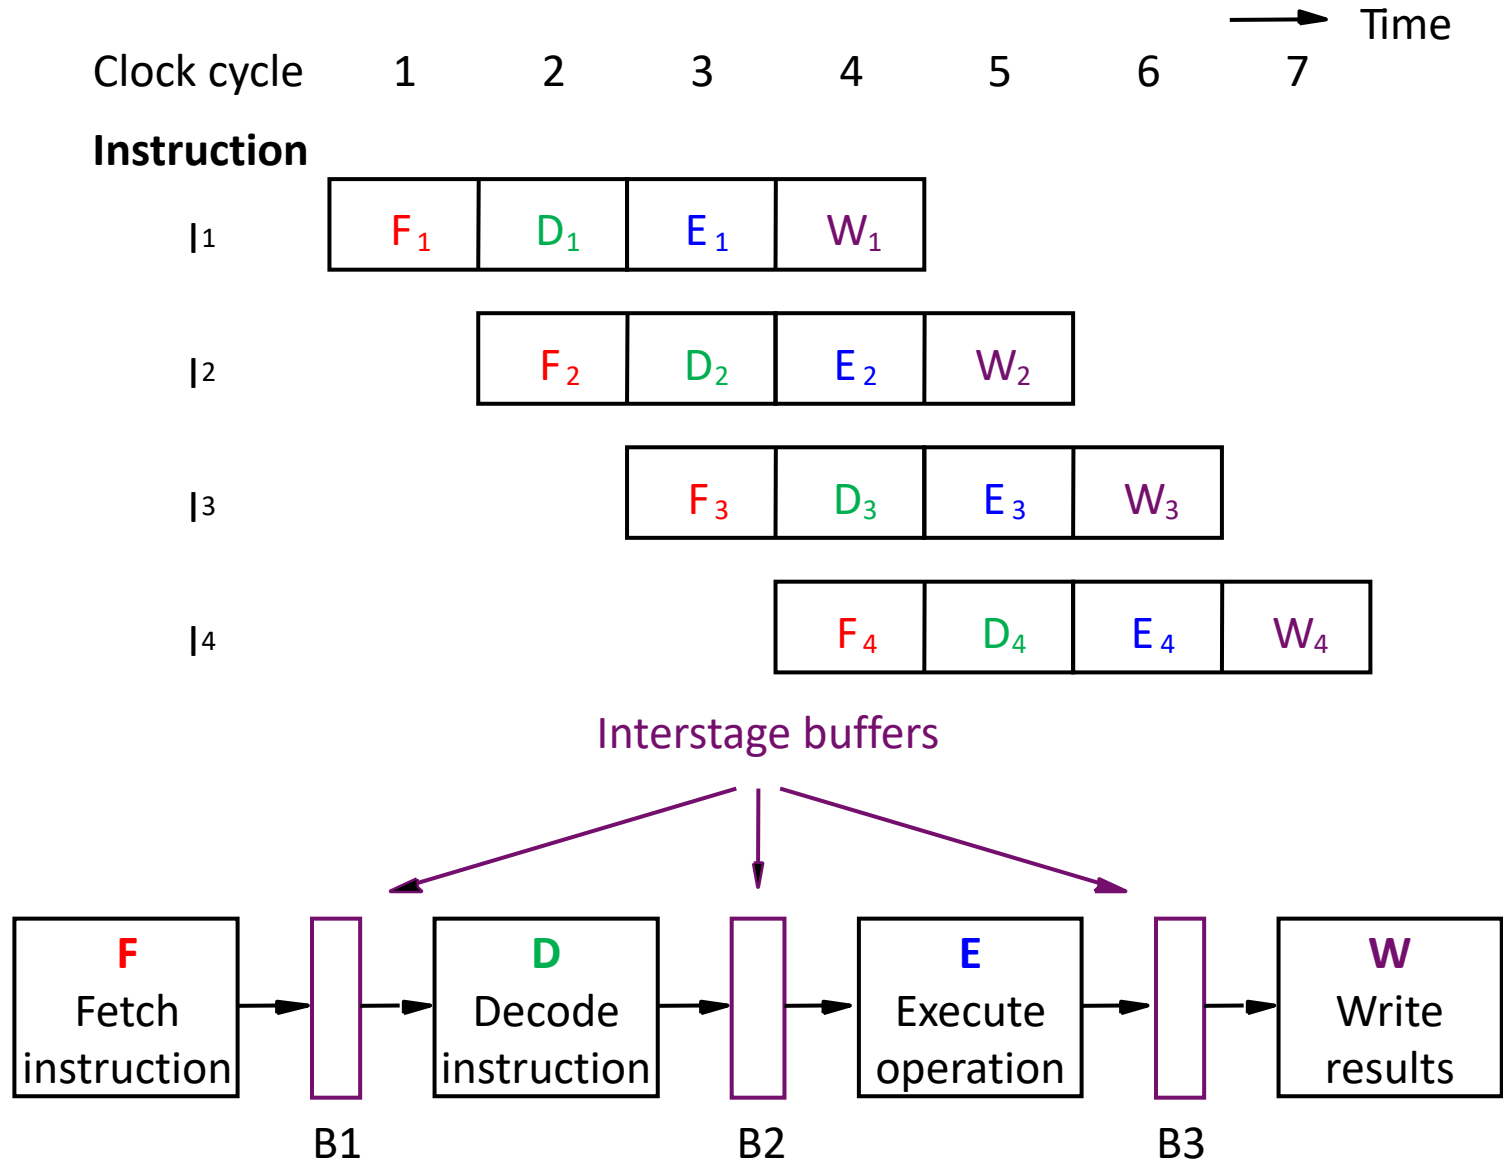 Time
Clock cycle 1 2 3 4 5 6 7
Instruction
I1 F1 D1 E1 W1
I2 F2 D2 E2 W2
I3 F3 D3 E3 W3
I4 F4 D4 E4 W4
Interstage buffers
F D E W
Fetch Decode Execute Write
instruction instruction operation results
B1 B2 B3